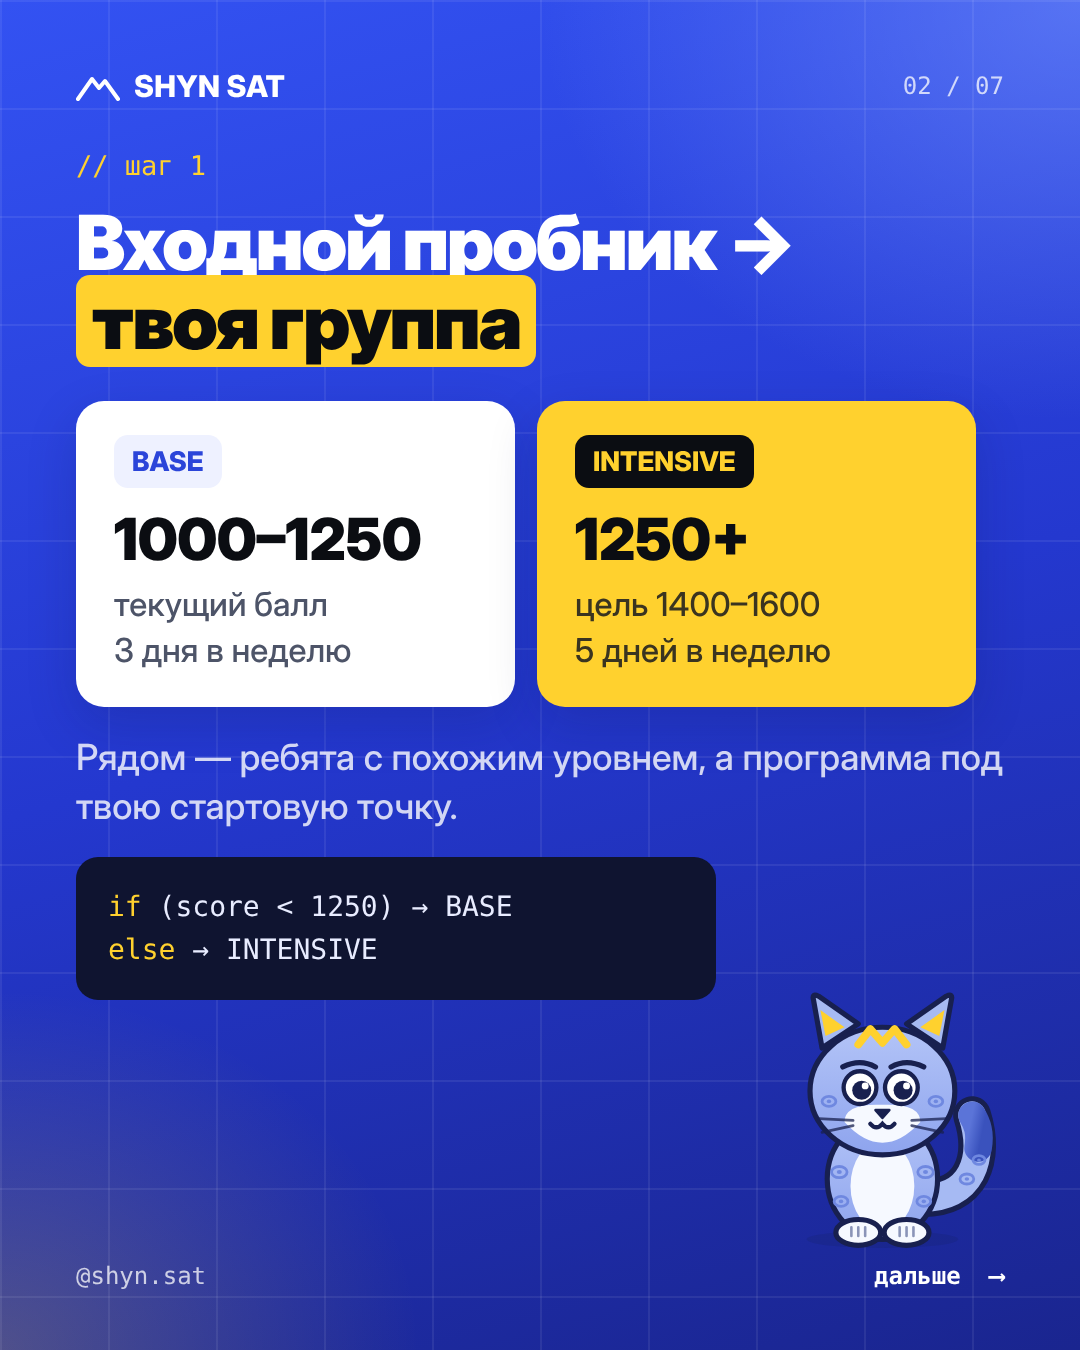 SHYN SAT
02 / 07
// шаг 1
Входной пробник →
твоя группа
BASE
1000–1250
текущий балл
3 дня в неделю
INTENSIVE
1250+
цель 1400–1600
5 дней в неделю
Рядом — ребята с похожим уровнем, а программа под
твою стартовую точку.
if (score < 1250) → BASE
else → INTENSIVE
@shyn.sat
дальше →